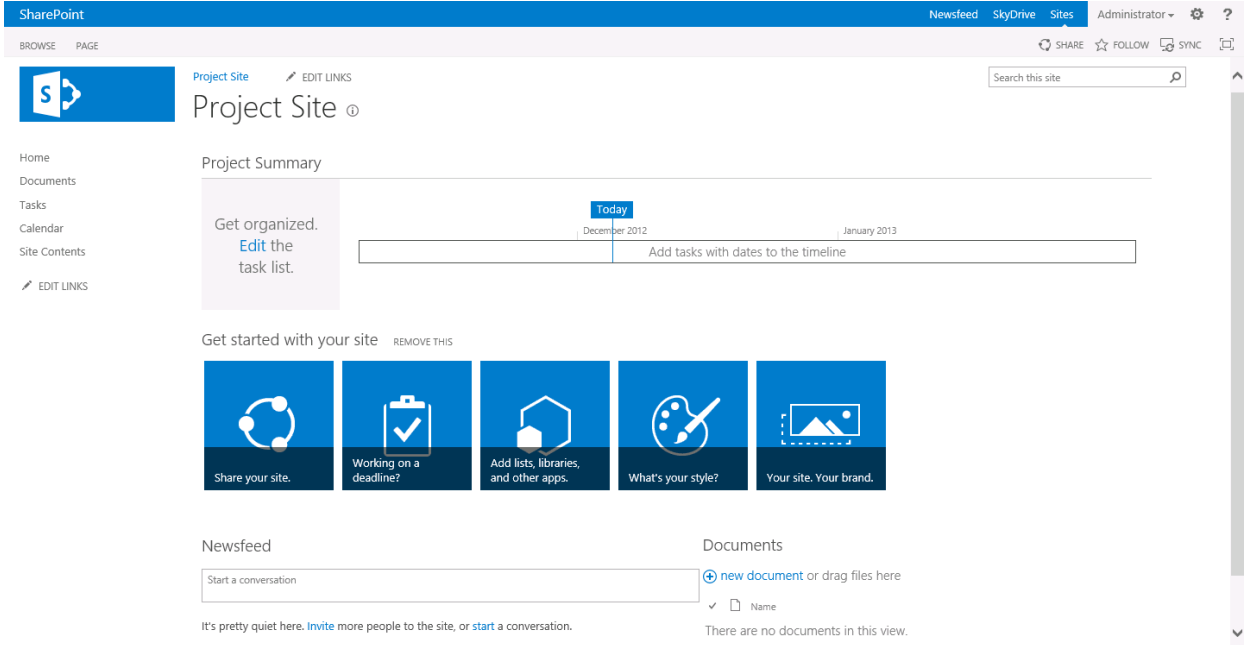 SharePoint
Newsfeed SkyDrive Sites Administrator ?
BROWSE PAGE
SHARE FOLLOW SYNC
S
Project Site EDIT LINKS
Search this site
Project Site
Home
Documents
Tasks
Calendar
Site Contents
EDIT LINKS
Project Summary
Get organized.
Edit the
task list.
Today
December 2012 January 2013
Add tasks with dates to the timeline
Get started with your site REMOVE THIS
Share your site.
Working on a
deadline?
Add lists, libraries,
and other apps.
What's your style?
Your site. Your brand.
Newsfeed
Start a conversation
It's pretty quiet here. Invite more people to the site, or start a conversation.
Documents
new document or drag files here
Name
There are no documents in this view.